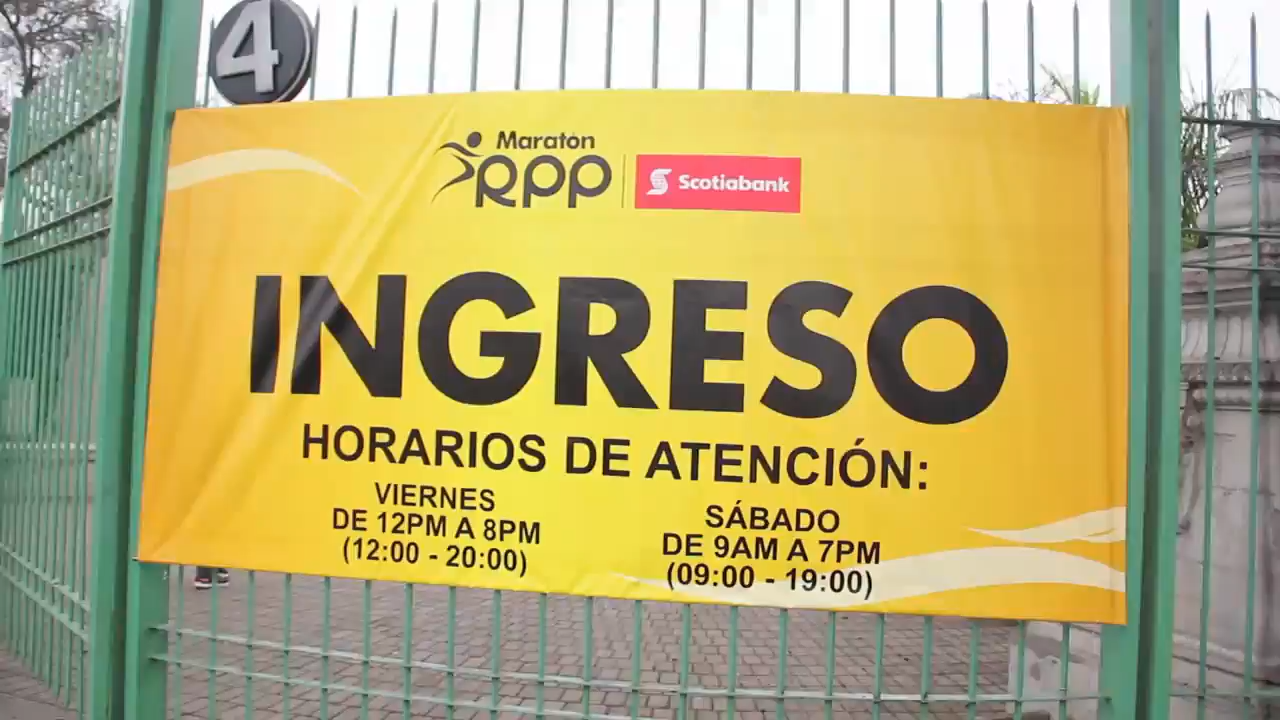 4
Maratón
RPP
Scotiabank
INGRESO
HORARIOS DE ATENCIÓN:
VIERNES
DE 12PM A 8PM
(12:00 - 20:00)
SÁBADO
DE 9AM A 7PM
(09:00 - 19:00)